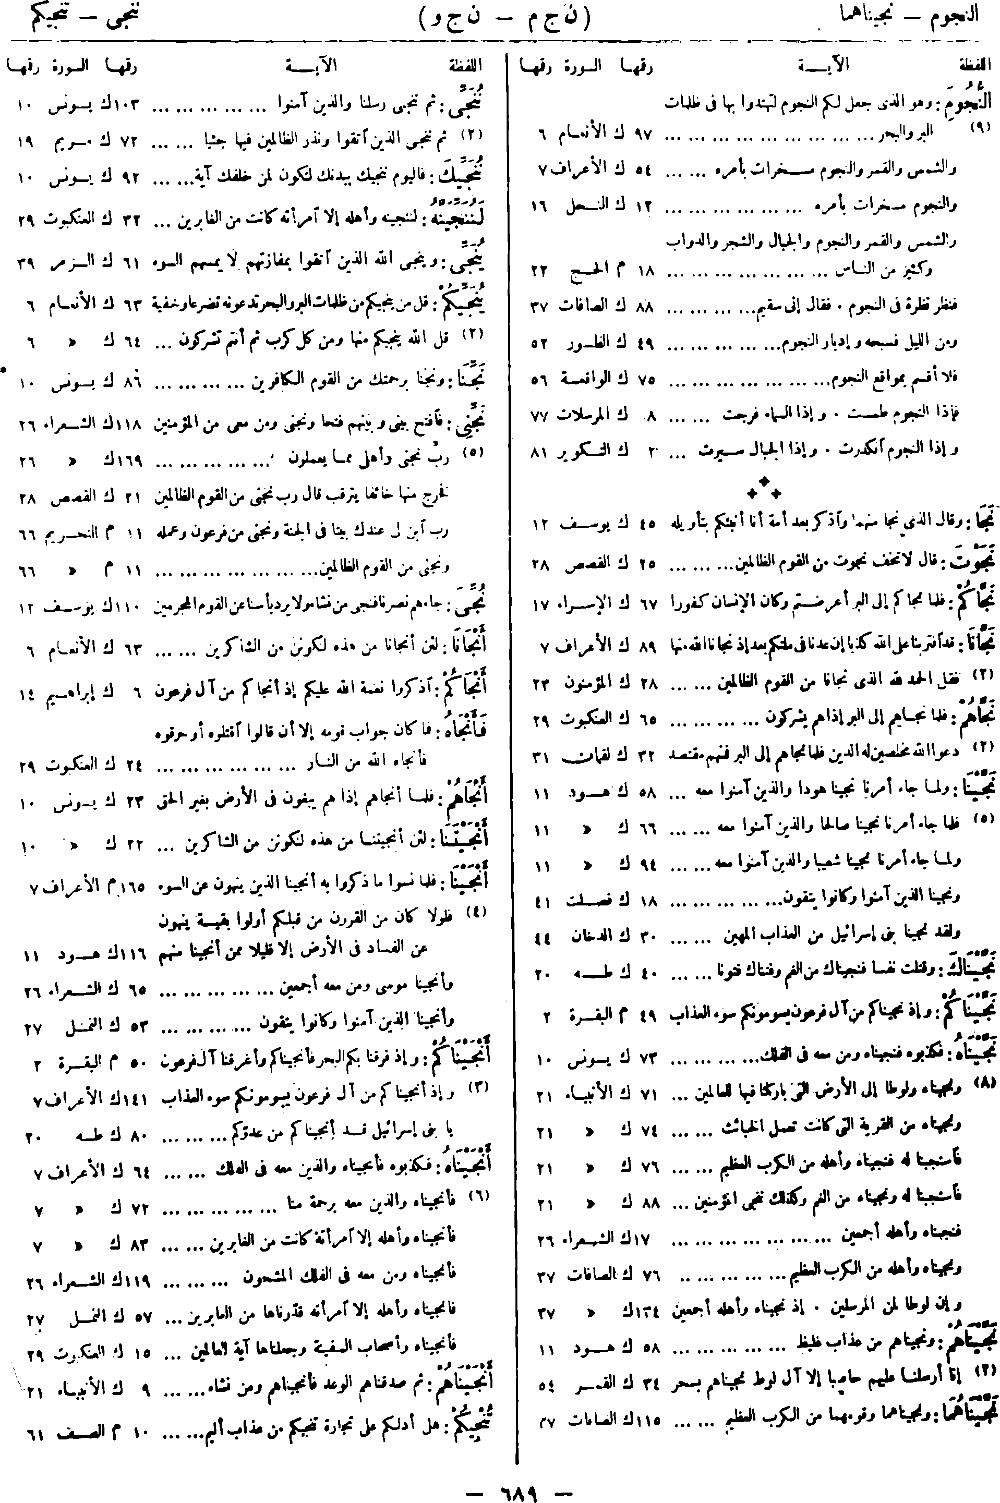 النجوم — نجيناهما
(ن ج م — ن ج و)
ننجى — تنجيكم
اللفظة الآيــة رقمها السورة رقمها
النُّجُومَ : وهو الذى جعل لكم النجوم لتهتدوا بها فى ظلمات
(٩) البر والبحر ... ... ... ... ... ... ... ... ٩٧ ك الأنعام ٦
والشمس والقمر والنجوم مسخرات بأمره ... ... ٥٤ ك الأعراف ٧
والنجوم مسخرات بأمره ... ... ... ... ... ... ١٢ ك النحل ١٦
والشمس والقمر والنجوم والجبال والشجر والدواب
وكثير من الناس ... ... ... ... ... ... ... ١٨ م الحج ٢٢
فنظر نظرة فى النجوم ٠ فقال إنى سقيم ... ... ... ٨٨ ك الصافات ٣٧
ومن الليل فسبحه وإدبار النجوم ... ... ... ... ... ٤٩ ك الطور ٥٢
فلا أقسم بمواقع النجوم ... ... ... ... ... ... ... ٧٥ ك الواقعة ٥٦
فإذا النجوم طمست ٠ وإذا السماء فرجت ... ... ٨ ك المرسلات ٧٧
وإذا النجوم آنكدرت ٠ وإذا الجبال سيرت ... ٢ ك التكوير ٨١
نَجَا : وقال الذى نجا منهما وآذكر بعد أمة أنا أنبئكم بتأويله ٤٥ ك يوسف ١٢
نَجَوْتَ : قال لا تخف نجوت من القوم الظالمين ... ... ... ٢٥ ك القصص ٢٨
نَجَّاكُمْ : فلما نجاكم إلى البر أعرضتم وكان الإنسان كفورا ٦٧ ك الإسراء ١٧
نَجَّانَا : قد آفترينا على الله كذبا إن عدنا فى ملتكم بعد إذ نجانا الله منها ٨٩ ك الأعراف ٧
(٢) فقل الحمد لله الذى نجانا من القوم الظالمين ... ... ٢٨ ك المؤمنون ٢٣
نَجَّاهُمْ : فلما نجاهم إلى البر إذا هم يشركون ... ... ... ... ٦٥ ك العنكبوت ٢٩
(٢) دعوا الله مخلصين له الدين فلما نجاهم إلى البر فمنهم مقتصد ٣٢ ك لقمان ٣١
نَجَّيْنَا : ولما جاء أمرنا نجينا هودا والذين آمنوا معه ... ٥٨ ك هود ١١
(٥) فلما جاء أمرنا نجينا صالحا والذين آمنوا معه ... ... ٦٦ ك » ١١
ولما جاء أمرنا نجينا شعيبا والذين آمنوا معه ... ... ٩٤ ك » ١١
ونجينا الذين آمنوا وكانوا يتقون ... ... ... ... ... ١٨ ك فصلت ٤١
ولقد نجينا بنى إسرائيل من العذاب المهين ... ... ٣٠ ك الدخان ٤٤
نَجَّيْنَاكَ : وقتلت نفسا فنجيناك من الغم وفتناك فتونا ... ... ٤٠ ك طه ٢٠
نَجَّيْنَاكُمْ : وإذ نجيناكم من آل فرعون يسومونكم سوء العذاب ٤٩ م البقرة ٢
نَجَّيْنَاهُ : فكذبوه فنجيناه ومن معه فى الفلك ... ... ... ... ٧٣ ك يونس ١٠
(٨) ونجيناه ولوطا إلى الأرض التى باركنا فيها للعالمين ... ٧١ ك الأنبياء ٢١
ونجيناه من القرية التى كانت تعمل الخبائث ... ... ٧٤ ك » ٢١
فآستجبنا له فنجيناه وأهله من الكرب العظيم ... ... ٧٦ ك » ٢١
فآستجبنا له ونجيناه من الغم وكذلك ننجى المؤمنين ... ... ٨٨ ك » ٢١
فنجيناه وأهله أجمعين ... ... ... ... ... ... ١٧٠ ك الشعراء ٢٦
ونجيناه وأهله من الكرب العظيم ... ... ... ... ... ٧٦ ك الصافات ٣٧
وإن لوطا لمن المرسلين ٠ إذ نجيناه وأهله أجمعين ١٣٤ ك » ٣٧
نَجَّيْنَاهُمْ : ونجيناهم من عذاب غليظ ... ... ... ... ... ٥٨ ك هود ١١
(٢) إنا أرسلنا عليهم حاصبا إلا آل لوط نجيناهم بسحر ٣٤ ك القمر ٥٤
نَجَّيْنَاهُمَا : ونجيناهما وقومهما من الكرب العظيم ... ... ١١٥ ك الصافات ٣٧
اللفظة الآيــة رقمها السورة رقمها
نُنَجِّى : ثم ننجى رسلنا والذين آمنوا ... ... ... ... ... ١٠٣ ك يونس ١٠
(٢) ثم ننجى الذين آتقوا ونذر الظالمين فيها جثيا ... ... ٧٢ ك مريم ١٩
نُنَجِّيكَ : فاليوم ننجيك ببدنك لتكون لمن خلفك آية ... ... ٩٢ ك يونس ١٠
لَنُنَجِّيَنَّهُ : لننجينه وأهله إلا آمرأته كانت من الغابرين ... ٣٢ ك العنكبوت ٢٩
يُنَجِّى : وينجى الله الذين آتقوا بمفازتهم لا يمسهم السوء ٦١ ك الزمر ٣٩
يُنَجِّيكُمْ : قل من ينجيكم من ظلمات البر والبحر تدعونه تضرعا وخفية ٦٣ ك الأنعام ٦
(٢) قل الله ينجيكم منها ومن كل كرب ثم أنتم تشركون ... ٦٤ ك » ٦
نَجِّنَا : ونجنا برحمتك من القوم الكافرين ... ... ... ... ٨٦ ك يونس ١٠
نَجِّنِى : فآفتح بينى وبينهم فتحا ونجنى ومن معى من المؤمنين ١١٨ ك الشعراء ٢٦
(٥) رب نجنى وأهلى مما يعملون ... ... ... ... ... ١٦٩ ك » ٢٦
فخرج منها خائفا يترقب قال رب نجنى من القوم الظالمين ٢١ ك القصص ٢٨
رب آبن لى عندك بيتا فى الجنة ونجنى من فرعون وعمله ١١ م التحريم ٦٦
ونجنى من القوم الظالمين ... ... ... ... ... ... ... ١١ م » ٦٦
نُجِّىَ : جاءهم نصرنا فنجى من نشاء ولا يرد بأسنا عن القوم المجرمين ١١٠ ك يوسف ١٢
أَنْجَانَا : لئن أنجانا من هذه لنكونن من الشاكرين ... ... ٦٣ ك الأنعام ٦
أَنْجَاكُمْ : آذكروا نعمة الله عليكم إذ أنجاكم من آل فرعون ٦ ك إبراهيم ١٤
فَأَنْجَاهُ : فما كان جواب قومه إلا أن قالوا آقتلوه أو حرقوه
فأنجاه الله من النار ... ... ... ... ... ... ٢٤ ك العنكبوت ٢٩
أَنْجَاهُمْ : فلما أنجاهم إذا هم يبغون فى الأرض بغير الحق ٢٣ ك يونس ١٠
أَنْجَيْتَنَا : لئن أنجيتنا من هذه لنكونن من الشاكرين ... ٢٢ ك » ١٠
أَنْجَيْنَا : فلما نسوا ما ذكروا به أنجينا الذين ينهون عن السوء ١٦٥ م الأعراف ٧
(٤) فلولا كان من القرون من قبلكم أولوا بقية ينهون
عن الفساد فى الأرض إلا قليلا ممن أنجينا منهم ١١٦ ك هود ١١
وأنجينا موسى ومن معه أجمعين ... ... ... ... ... ٦٥ ك الشعراء ٢٦
وأنجينا الذين آمنوا وكانوا يتقون ... ... ... ... ٥٣ ك النمل ٢٧
أَنْجَيْنَاكُمْ : وإذ فرقنا بكم البحر فأنجيناكم وأغرقنا آل فرعون ٥٠ م البقرة ٢
(٣) وإذ أنجيناكم من آل فرعون يسومونكم سوء العذاب ١٤١ ك الأعراف ٧
يا بنى إسرائيل قد أنجيناكم من عدوكم ... ... ... ٨٠ ك طه ٢٠
أَنْجَيْنَاهُ : فكذبوه فأنجيناه والذين معه فى الفلك ... ... ٦٤ ك الأعراف ٧
(٦) فأنجيناه والذين معه برحمة منا ... ... ... ... ... ٧٢ ك » ٧
فأنجيناه وأهله إلا آمرأته كانت من الغابرين ... ... ٨٣ ك » ٧
فأنجيناه ومن معه فى الفلك المشحون ... ... ... ١١٩ ك الشعراء ٢٦
فأنجيناه وأهله إلا آمرأته قدرناها من الغابرين ... ... ٥٧ ك النمل ٢٧
فأنجيناه وأصحاب السفينة وجعلناها آية للعالمين ... ١٥ ك العنكبوت ٢٩
أَنْجَيْنَاهُمْ : ثم صدقناهم الوعد فأنجيناهم ومن نشاء ... ... ... ٩ ك الأنبياء ٢١
تُنْجِيكُمْ : هل أدلكم على تجارة تنجيكم من عذاب أليم ... ... ... ١٠ م الصف ٦١
— ٦٨٩ —